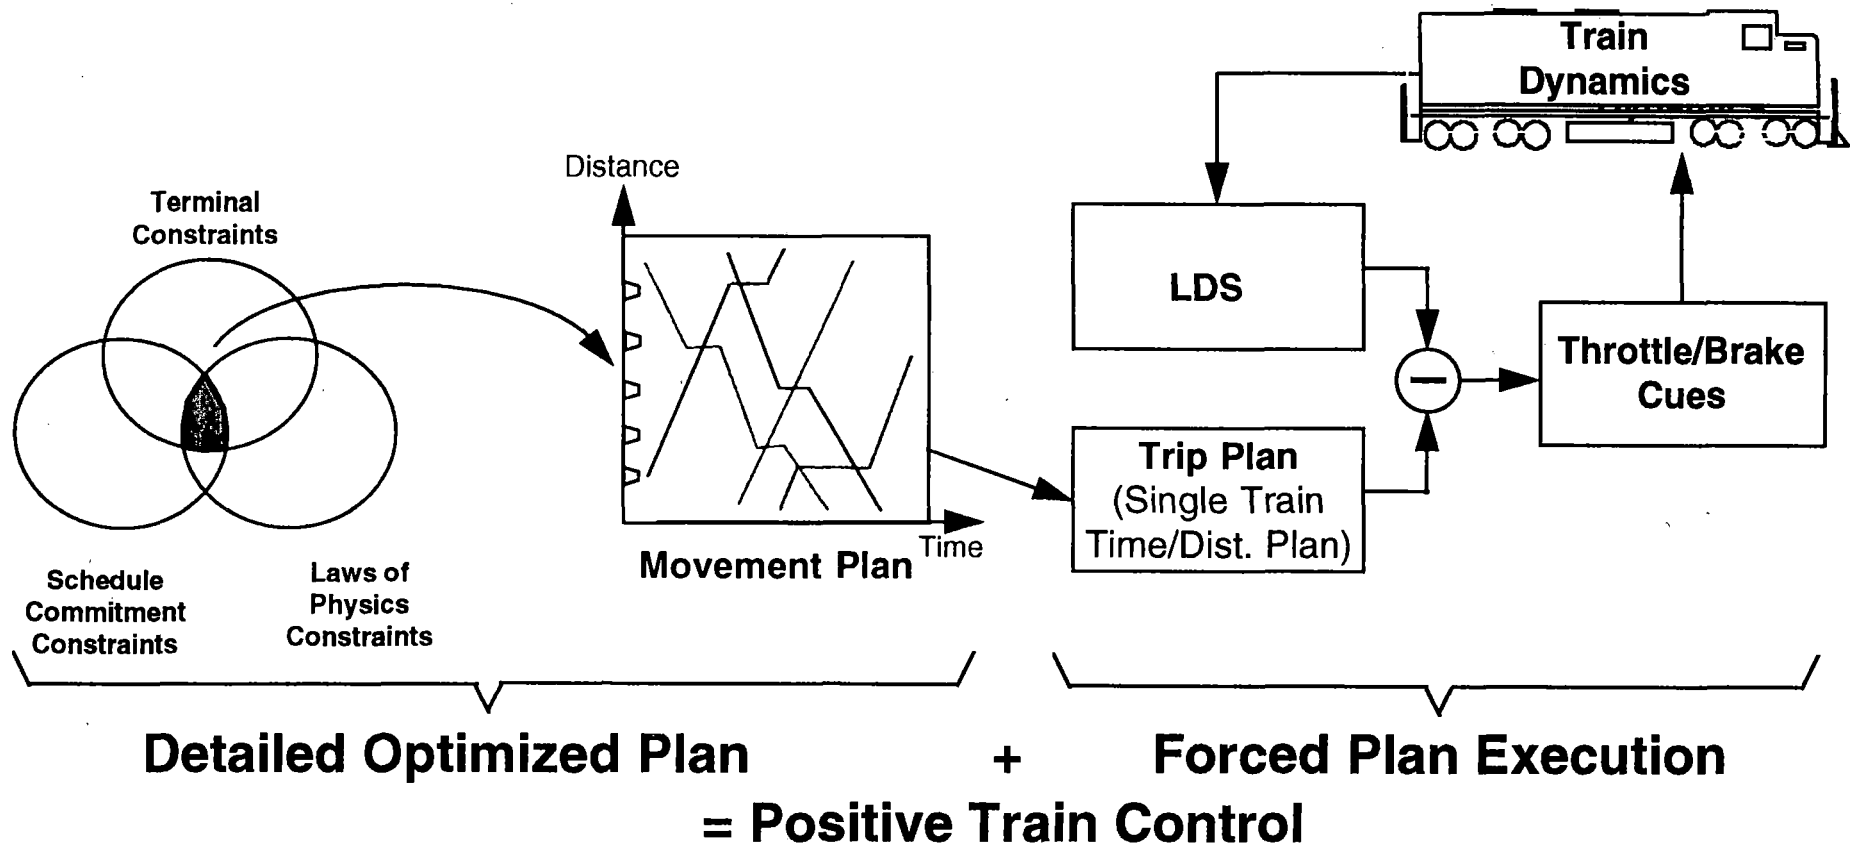 Train
Dynamics
Distance
Terminal
Constraints
LDS
Throttle/Brake
Cues
Trip Plan
(Single Train
Time/Dist. Plan)
Time
Movement Plan
Schedule
Commitment
Constraints
Laws of
Physics
Constraints
Detailed Optimized Plan + Forced Plan Execution
= Positive Train Control